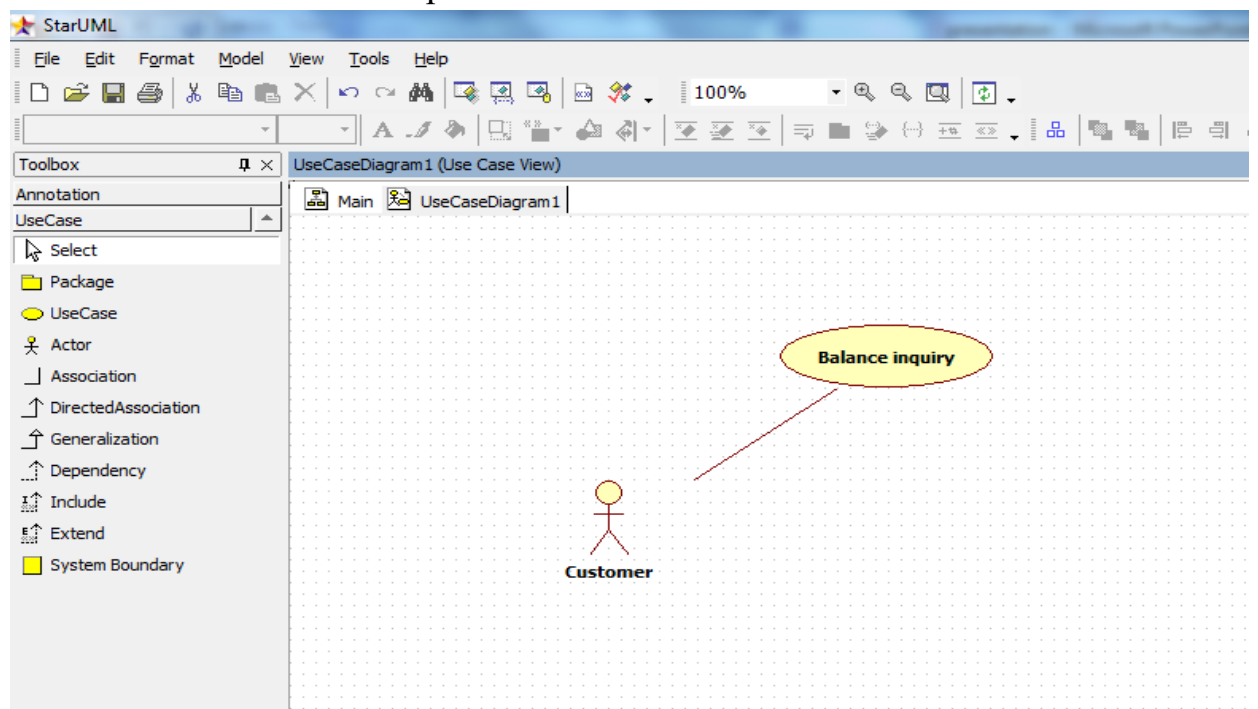 StarUML
File Edit Format Model View Tools Help
100%
Toolbox
UseCaseDiagram1 (Use Case View)
Annotation
Main UseCaseDiagram1
UseCase
Select
Package
UseCase
Actor
Association
DirectedAssociation
Generalization
Dependency
Include
Extend
System Boundary
Balance inquiry
Customer